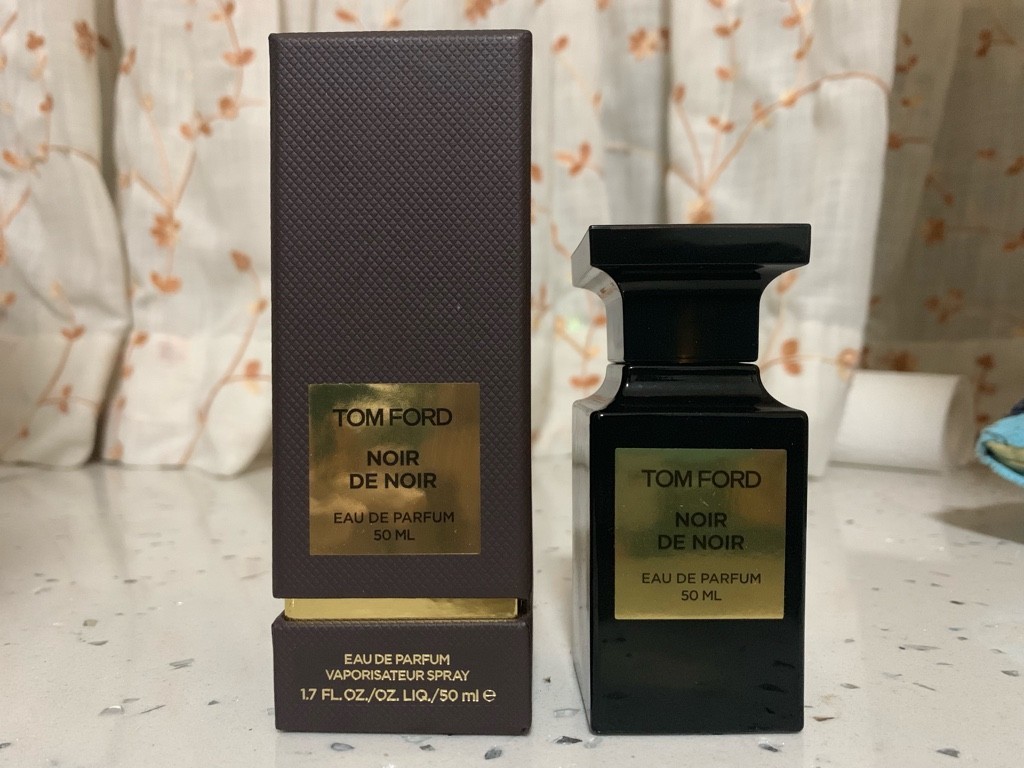 TOM FORD
NOIR
DE NOIR
EAU DE PARFUM
50 ML
EAU DE PARFUM
VAPORISATEUR SPRAY
1.7 FL.OZ./OZ. LIQ./50 ml ℮
TOM FORD
NOIR
DE NOIR
EAU DE PARFUM
50 ML